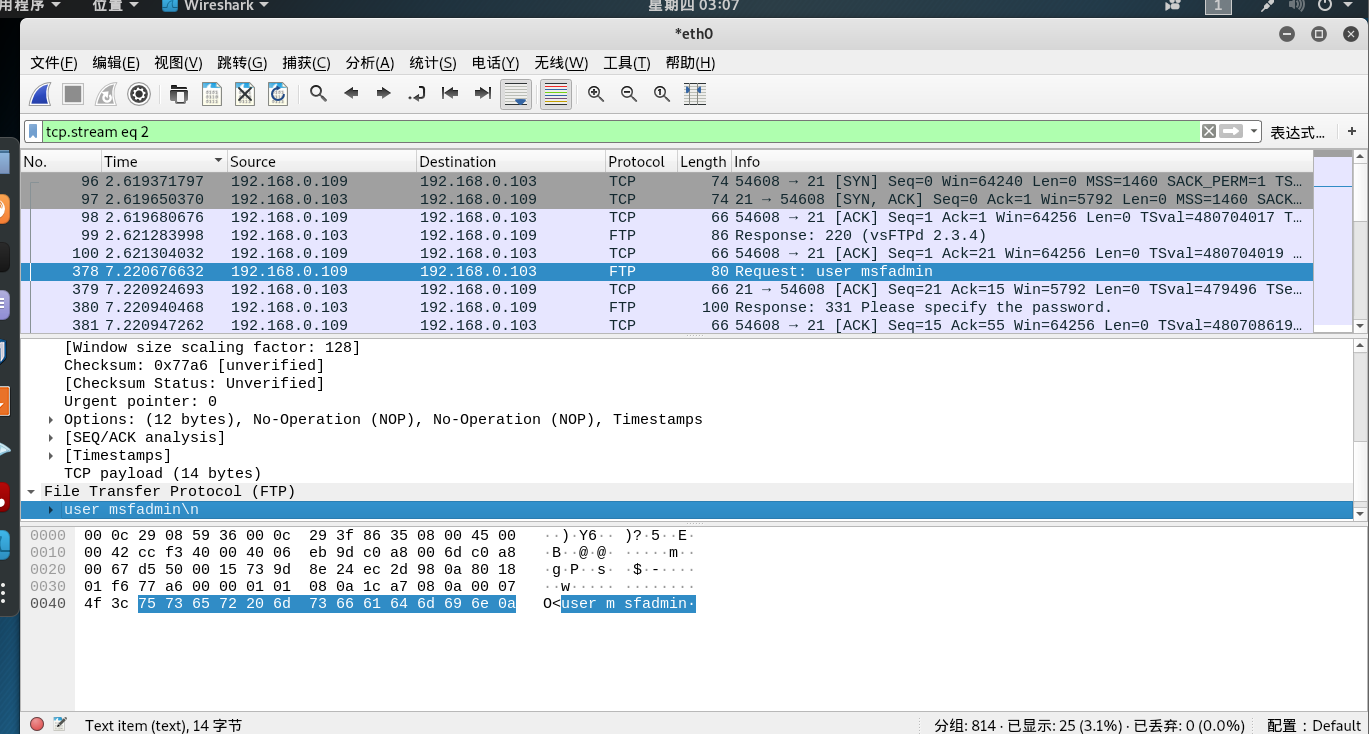 用程序 位置 Wireshark 星期四 03:07 1
*eth0
文件(F) 编辑(E) 视图(V) 跳转(G) 捕获(C) 分析(A) 统计(S) 电话(Y) 无线(W) 工具(T) 帮助(H)
tcp.stream eq 2 表达式… +
No. Time Source Destination Protocol Length Info
96 2.619371797 192.168.0.109 192.168.0.103 TCP 74 54608 → 21 [SYN] Seq=0 Win=64240 Len=0 MSS=1460 SACK_PERM=1 TS…
97 2.619650370 192.168.0.103 192.168.0.109 TCP 74 21 → 54608 [SYN, ACK] Seq=0 Ack=1 Win=5792 Len=0 MSS=1460 SACK…
98 2.619680676 192.168.0.109 192.168.0.103 TCP 66 54608 → 21 [ACK] Seq=1 Ack=1 Win=64256 Len=0 TSval=480704017 T…
99 2.621283998 192.168.0.103 192.168.0.109 FTP 86 Response: 220 (vsFTPd 2.3.4)
100 2.621304032 192.168.0.109 192.168.0.103 TCP 66 54608 → 21 [ACK] Seq=1 Ack=21 Win=64256 Len=0 TSval=480704019 …
378 7.220676632 192.168.0.109 192.168.0.103 FTP 80 Request: user msfadmin
379 7.220924693 192.168.0.103 192.168.0.109 TCP 66 21 → 54608 [ACK] Seq=21 Ack=15 Win=5792 Len=0 TSval=479496 TSe…
380 7.220940468 192.168.0.103 192.168.0.109 FTP 100 Response: 331 Please specify the password.
381 7.220947262 192.168.0.109 192.168.0.103 TCP 66 54608 → 21 [ACK] Seq=15 Ack=55 Win=64256 Len=0 TSval=480708619…
[Window size scaling factor: 128]
Checksum: 0x77a6 [unverified]
[Checksum Status: Unverified]
Urgent pointer: 0
Options: (12 bytes), No-Operation (NOP), No-Operation (NOP), Timestamps
[SEQ/ACK analysis]
[Timestamps]
TCP payload (14 bytes)
File Transfer Protocol (FTP)
user msfadmin\n
0000 00 0c 29 08 59 36 00 0c 29 3f 86 35 08 00 45 00 ··)·Y6·· )?·5··E·
0010 00 42 cc f3 40 00 40 06 eb 9d c0 a8 00 6d c0 a8 ·B··@·@· ·····m··
0020 00 67 d5 50 00 15 73 9d 8e 24 ec 2d 98 0a 80 18 ·g·P··s· ·$·-····
0030 01 f6 77 a6 00 00 01 01 08 0a 1c a7 08 0a 00 07 ··w····· ········
0040 4f 3c 75 73 65 72 20 6d 73 66 61 64 6d 69 6e 0a O<user m sfadmin·
Text item (text), 14 字节 分组: 814 · 已显示: 25 (3.1%) · 已丢弃: 0 (0.0%) 配置：Default